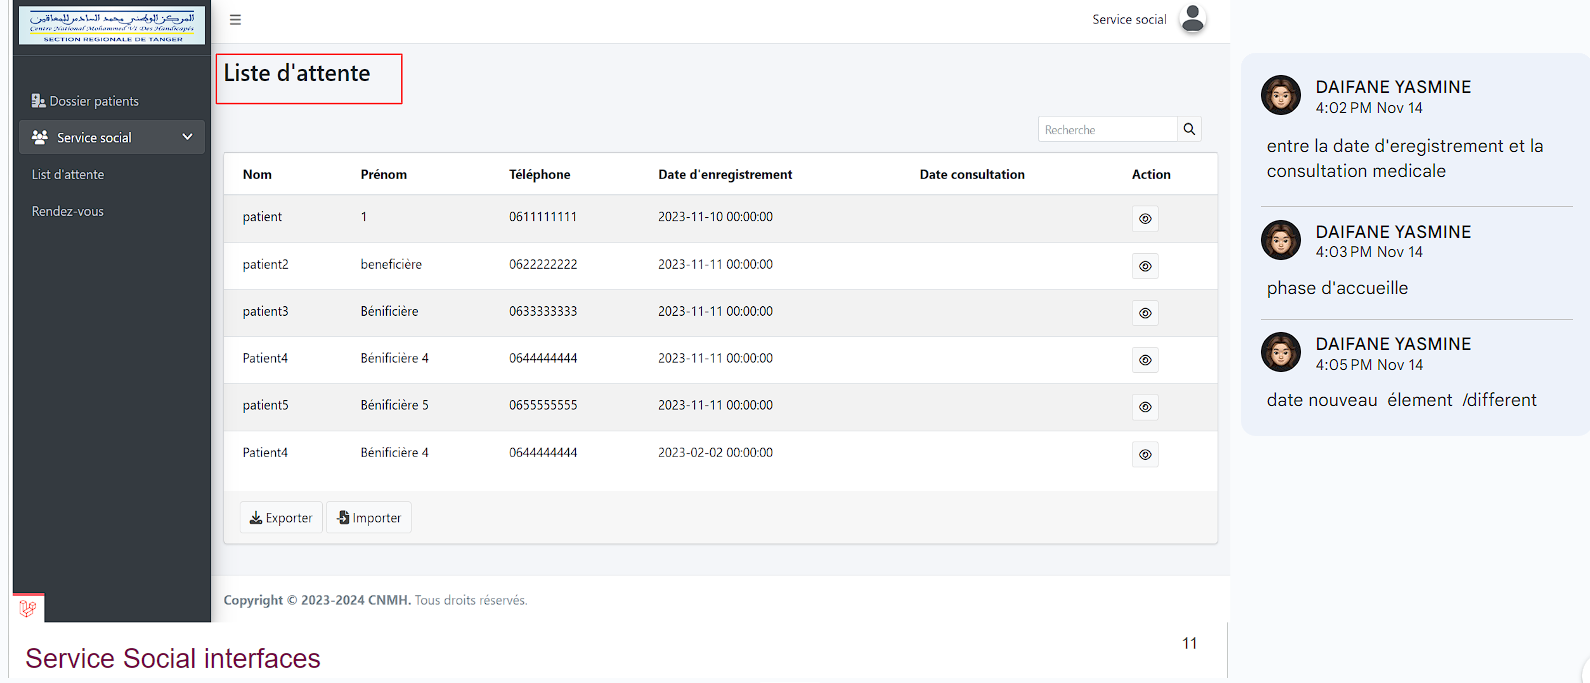 المركز الوطني محمد السادس للمعاقين
Centre National Mohammed VI Des Handicapés
SECTION REGIONALE DE TANGER
Service social
Dossier patients
Service social
List d'attente
Rendez-vous
Liste d'attente
Recherche
Nom Prénom Téléphone Date d'enregistrement Date consultation Action
patient 1 0611111111 2023-11-10 00:00:00
patient2 beneficière 0622222222 2023-11-11 00:00:00
patient3 Bénificière 0633333333 2023-11-11 00:00:00
Patient4 Bénificière 4 0644444444 2023-11-11 00:00:00
patient5 Bénificière 5 0655555555 2023-11-11 00:00:00
Patient4 Bénificière 4 0644444444 2023-02-02 00:00:00
Exporter Importer
Copyright © 2023-2024 CNMH. Tous droits réservés.
Service Social interfaces
11
DAIFANE YASMINE
4:02 PM Nov 14
entre la date d'eregistrement et la
consultation medicale
DAIFANE YASMINE
4:03 PM Nov 14
phase d'accueille
DAIFANE YASMINE
4:05 PM Nov 14
date nouveau  élement  /different